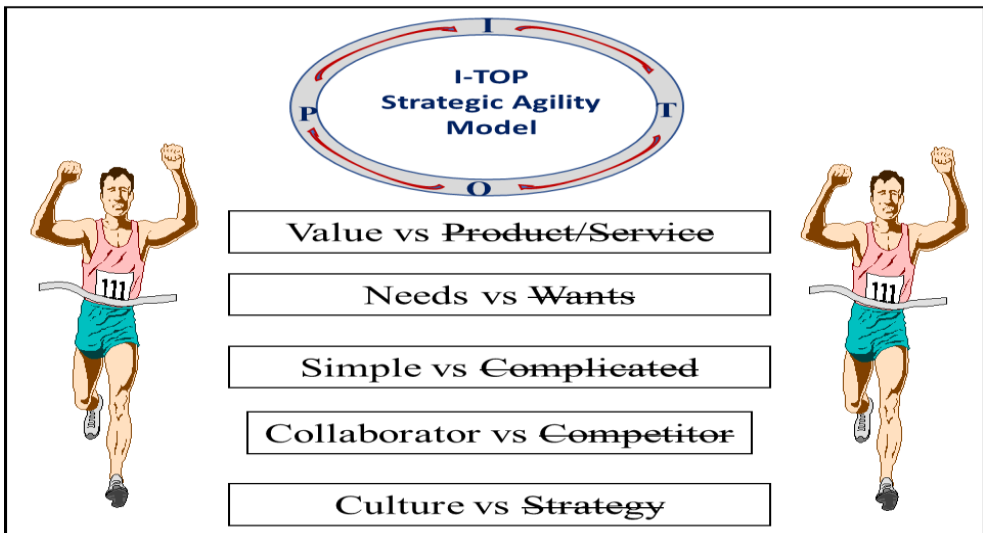 I
I-TOP
Strategic Agility
Model
P
T
O
Value vs Product/Service
Needs vs Wants
111
111
Simple vs Complicated
Collaborator vs Competitor
Culture vs Strategy